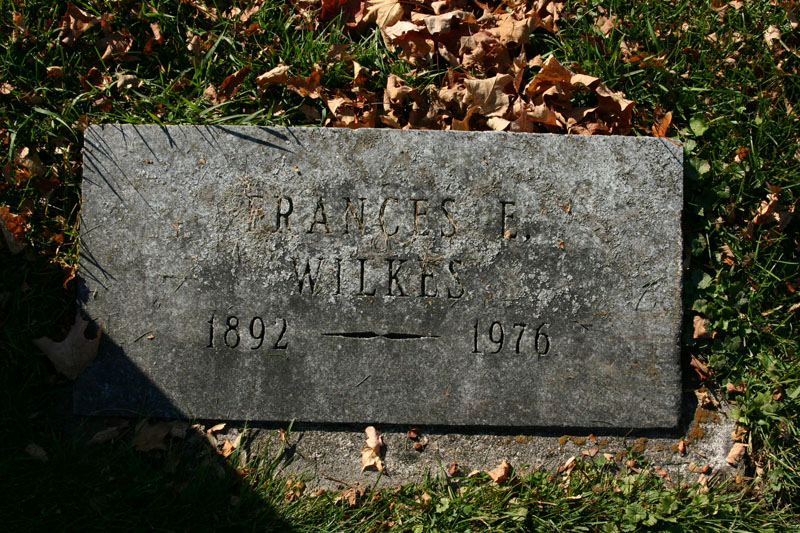 FRANCES E.
WILKES
1892 — 1976